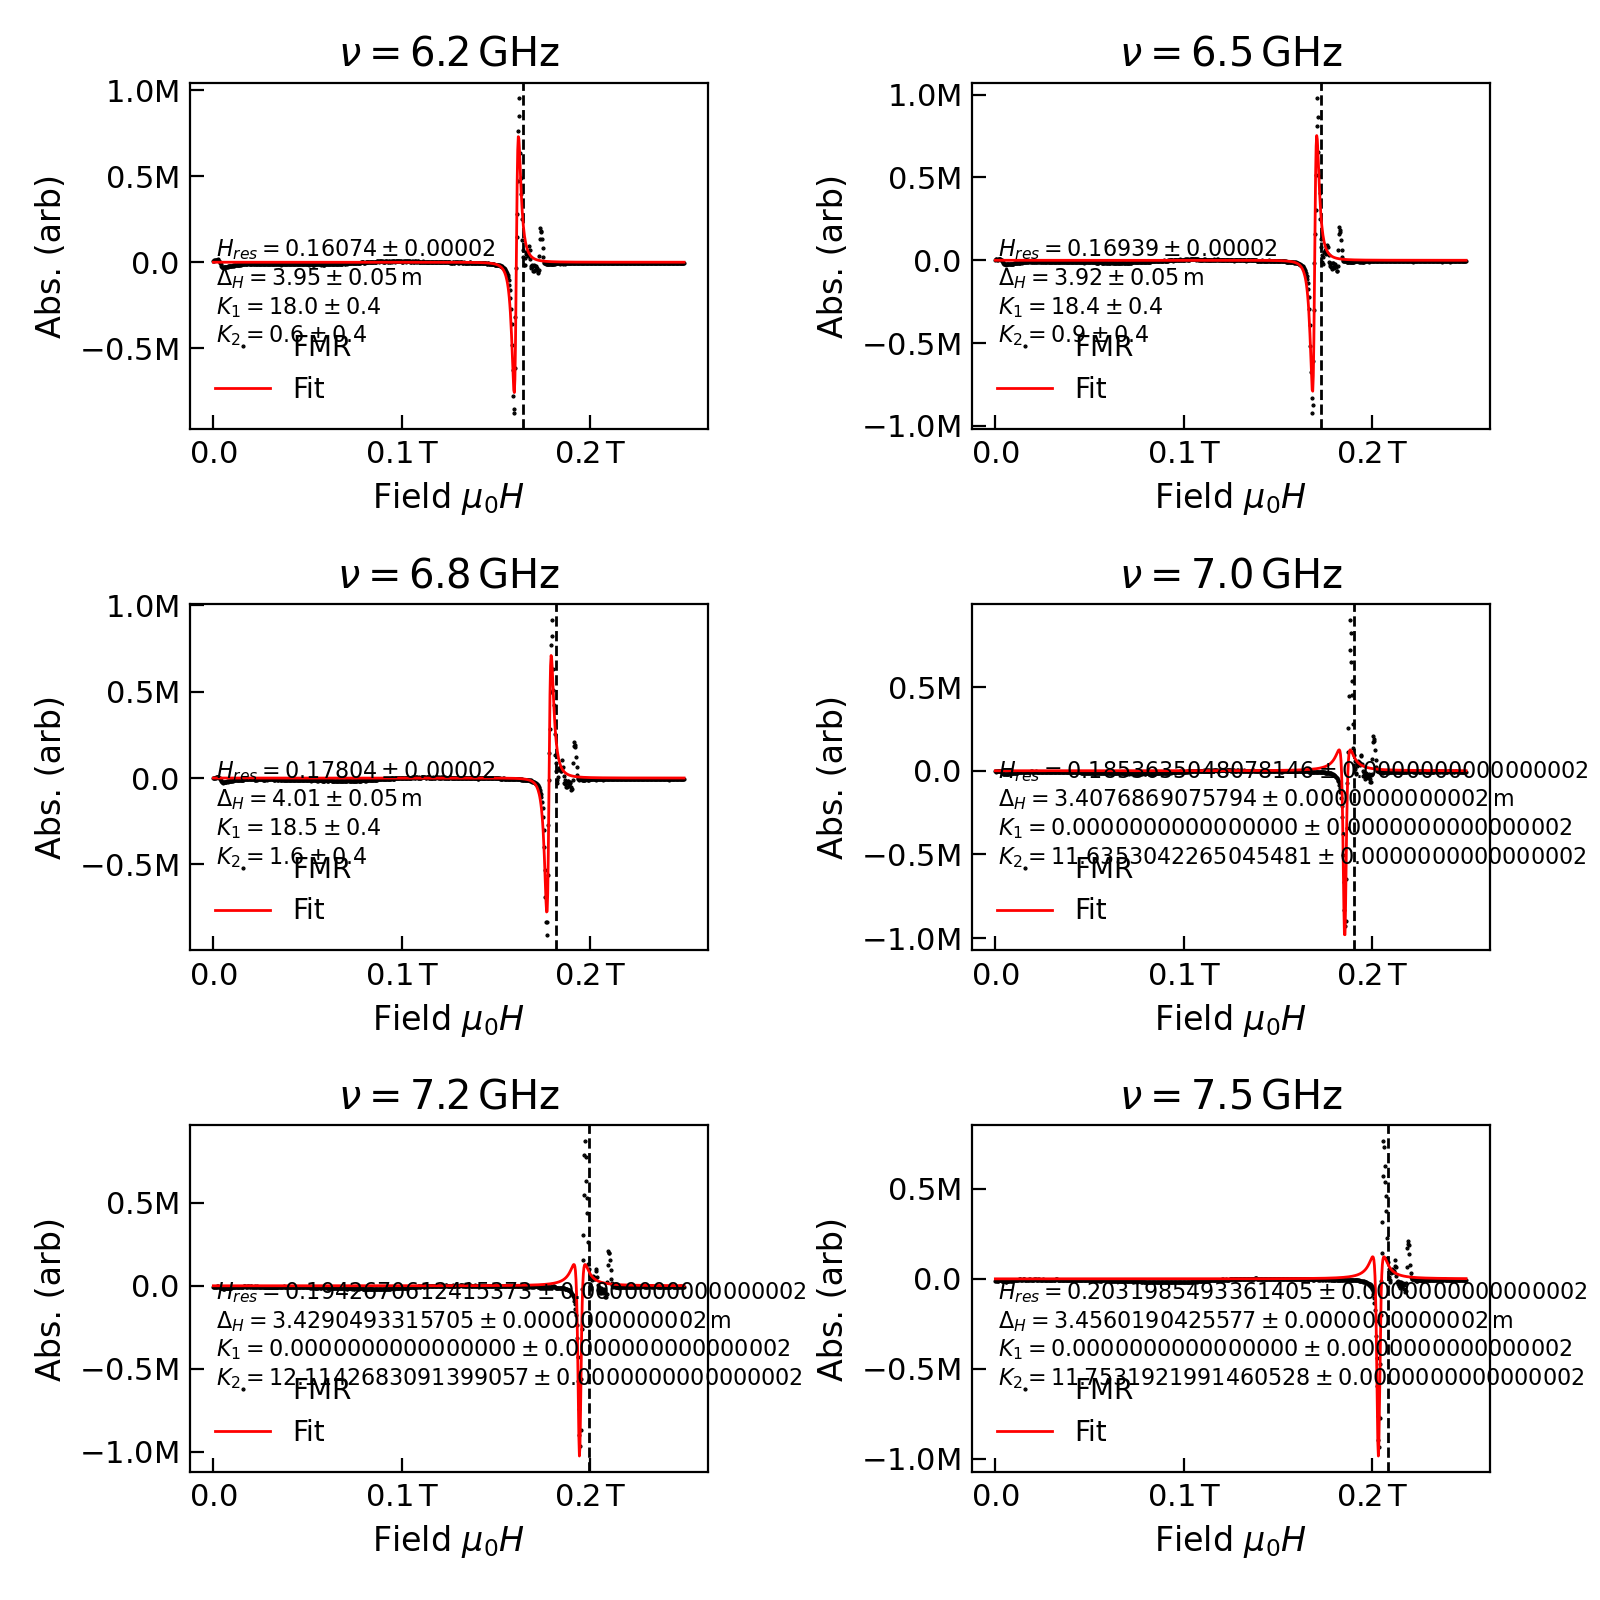 ν = 6.2 GHz
1.0M
0.5M
0.0
−0.5M
Abs. (arb)
H_res = 0.16074 ± 0.00002
Δ_H = 3.95 ± 0.05 m
K_1 = 18.0 ± 0.4
K_2 = 0.6 ± 0.4
FMR
Fit
0.0 0.1 T 0.2 T
Field μ_0H
ν = 6.5 GHz
1.0M
0.5M
0.0
−0.5M
−1.0M
Abs. (arb)
H_res = 0.16939 ± 0.00002
Δ_H = 3.92 ± 0.05 m
K_1 = 18.4 ± 0.4
K_2 = 0.9 ± 0.4
FMR
Fit
0.0 0.1 T 0.2 T
Field μ_0H
ν = 6.8 GHz
1.0M
0.5M
0.0
−0.5M
Abs. (arb)
H_res = 0.17804 ± 0.00002
Δ_H = 4.01 ± 0.05 m
K_1 = 18.5 ± 0.4
K_2 = 1.6 ± 0.4
FMR
Fit
0.0 0.1 T 0.2 T
Field μ_0H
ν = 7.0 GHz
0.5M
0.0
−0.5M
−1.0M
Abs. (arb)
H_res = 0.1853635048078146 ± 0.0000000000000002
Δ_H = 3.4076869075794 ± 0.0000000000002 m
K_1 = 0.0000000000000000 ± 0.0000000000000002
K_2 = 11.6353042265045481 ± 0.0000000000000002
FMR
Fit
0.0 0.1 T 0.2 T
Field μ_0H
ν = 7.2 GHz
0.5M
0.0
−0.5M
−1.0M
Abs. (arb)
H_res = 0.1942670612415373 ± 0.0000000000000002
Δ_H = 3.4290493315705 ± 0.0000000000002 m
K_1 = 0.0000000000000000 ± 0.0000000000000002
K_2 = 12.1142683091399057 ± 0.0000000000000002
FMR
Fit
0.0 0.1 T 0.2 T
Field μ_0H
ν = 7.5 GHz
0.5M
0.0
−0.5M
−1.0M
Abs. (arb)
H_res = 0.2031985493361405 ± 0.0000000000000002
Δ_H = 3.4560190425577 ± 0.0000000000002 m
K_1 = 0.0000000000000000 ± 0.0000000000000002
K_2 = 11.7531921991460528 ± 0.0000000000000002
FMR
Fit
0.0 0.1 T 0.2 T
Field μ_0H